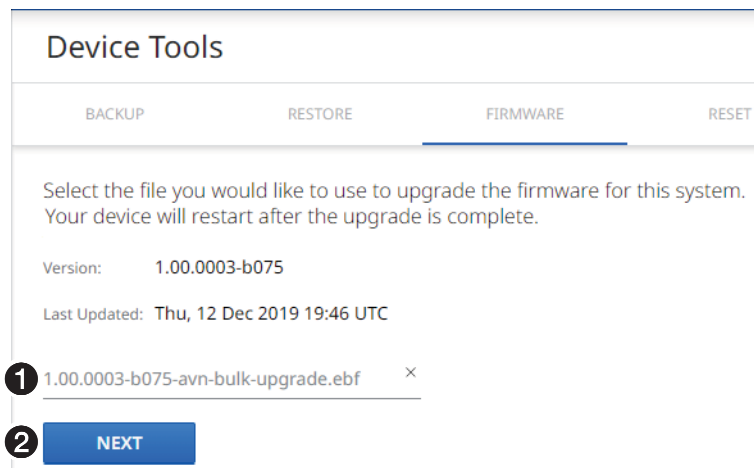 Device Tools
BACKUP RESTORE FIRMWARE RESET
Select the file you would like to use to upgrade the firmware for this system.
Your device will restart after the upgrade is complete.
Version: 1.00.0003-b075
Last Updated: Thu, 12 Dec 2019 19:46 UTC
1 1.00.0003-b075-avn-bulk-upgrade.ebf ×
2 NEXT